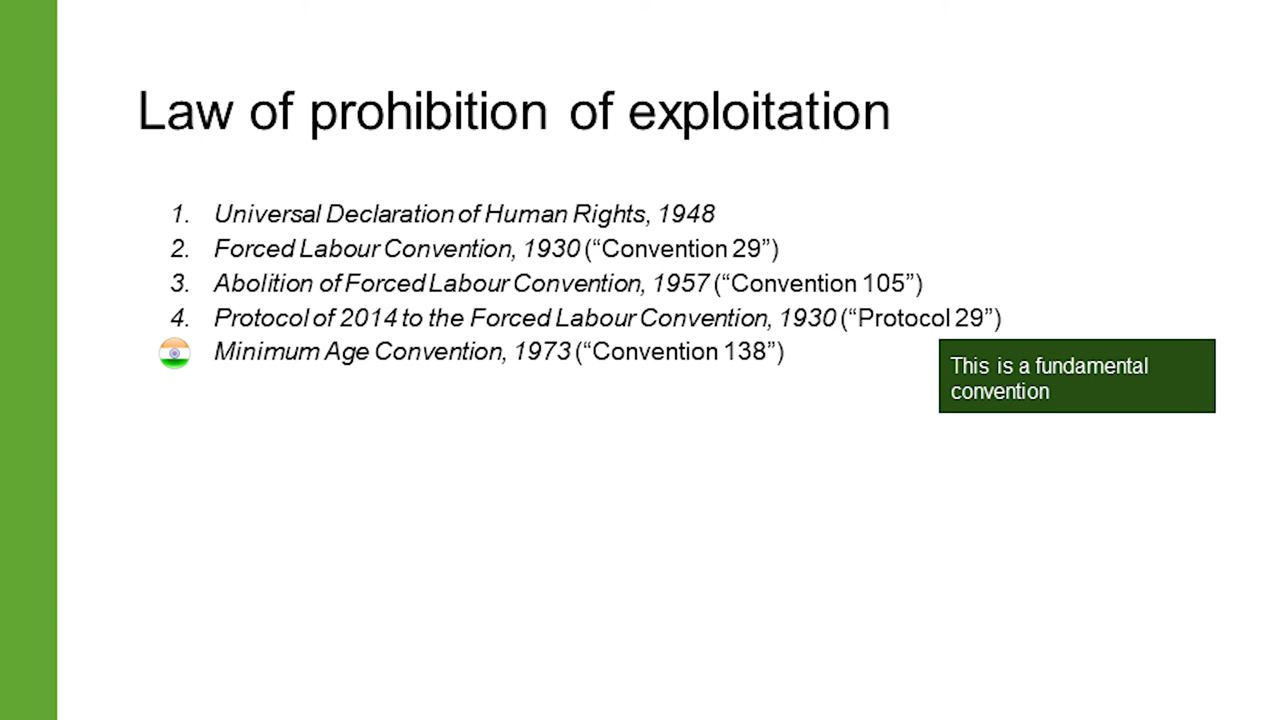 Law of prohibition of exploitation
1. Universal Declaration of Human Rights, 1948
2. Forced Labour Convention, 1930 (“Convention 29”)
3. Abolition of Forced Labour Convention, 1957 (“Convention 105”)
4. Protocol of 2014 to the Forced Labour Convention, 1930 (“Protocol 29”)
Minimum Age Convention, 1973 (“Convention 138”)
This is a fundamental
convention